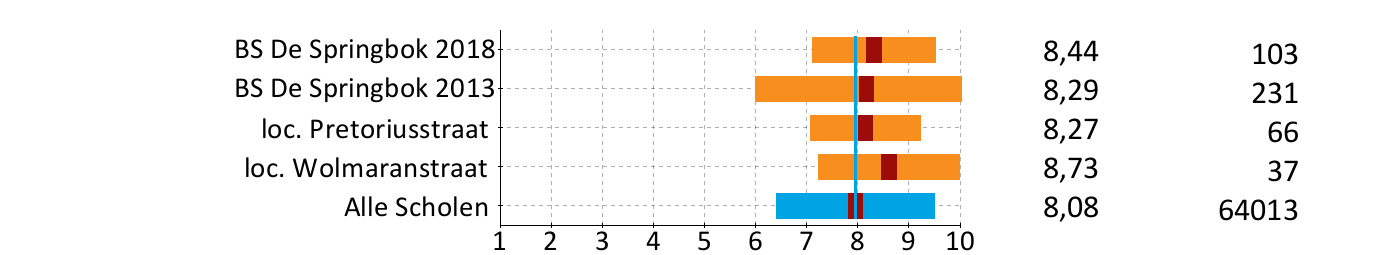 BS De Springbok 2018 8,44 103
BS De Springbok 2013 8,29 231
loc. Pretoriusstraat 8,27 66
loc. Wolmaranstraat 8,73 37
Alle Scholen 8,08 64013
1 2 3 4 5 6 7 8 9 10